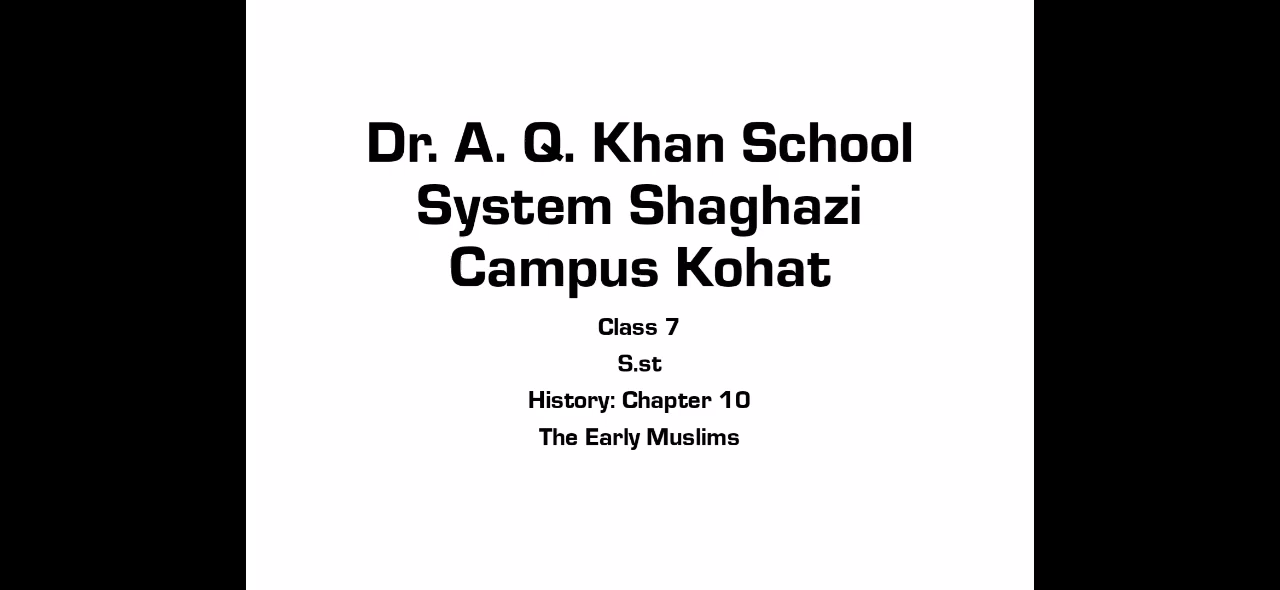 Dr. A. Q. Khan School
System Shaghazi
Campus Kohat
Class 7
S.st
History: Chapter 10
The Early Muslims